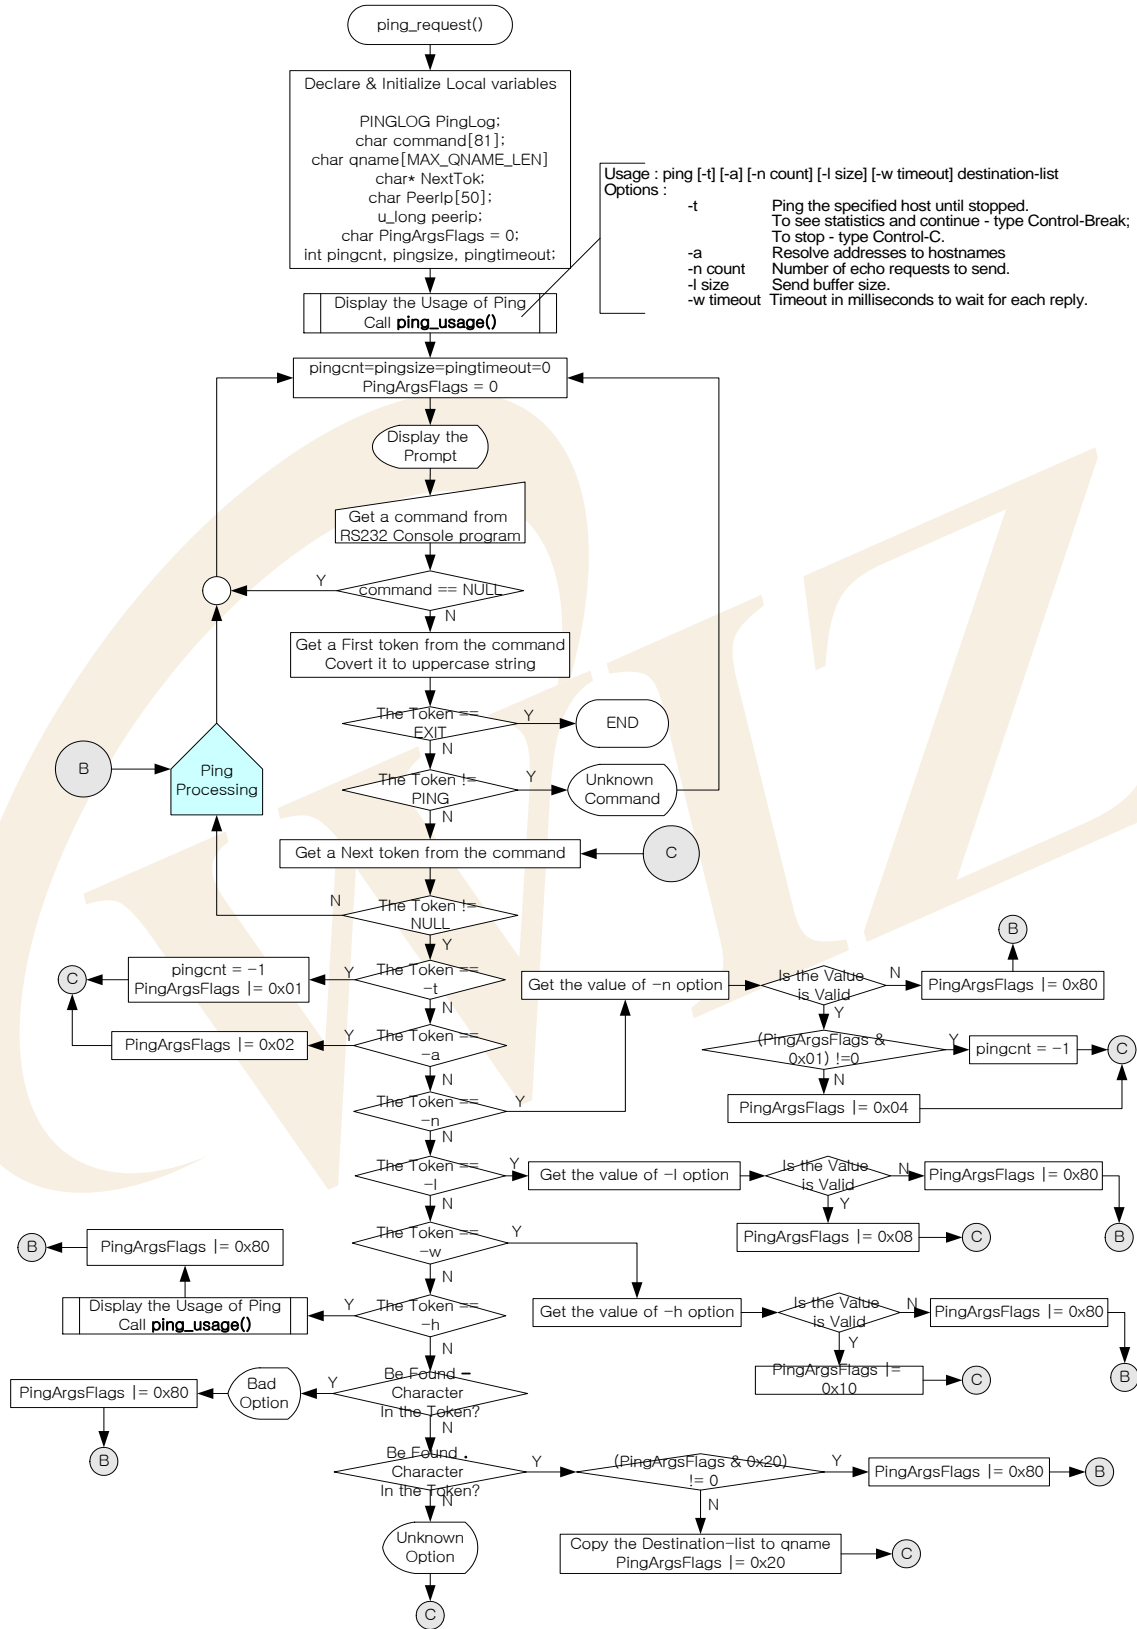 ping_request()
Declare & Initialize Local variables
PINGLOG PingLog;
char command[81];
char qname[MAX_QNAME_LEN]
char* NextTok;
char PeerIp[50];
u_long peerip;
char PingArgsFlags = 0;
int pingcnt, pingsize, pingtimeout;
Usage : ping [-t] [-a] [-n count] [-l size] [-w timeout] destination-list
Options :
-t Ping the specified host until stopped.
To see statistics and continue - type Control-Break;
To stop - type Control-C.
-a Resolve addresses to hostnames
-n count Number of echo requests to send.
-l size Send buffer size.
-w timeout Timeout in milliseconds to wait for each reply.
Display the Usage of Ping
Call ping_usage()
pingcnt=pingsize=pingtimeout=0
PingArgsFlags = 0
Display the
Prompt
Get a command from
RS232 Console program
command == NULL
Y
N
Get a First token from the command
Covert it to uppercase string
The Token ==
EXIT
Y
END
N
B
Ping
Processing
The Token !=
PING
Y
Unknown
Command
N
Get a Next token from the command
C
The Token !=
NULL
N
Y
C
pingcnt = -1
PingArgsFlags |= 0x01
Y
The Token ==
-t
N
PingArgsFlags |= 0x02
Y
The Token ==
-a
N
The Token ==
-n
Y
N
Get the value of -n option
Is the Value
is Valid
N
PingArgsFlags |= 0x80
B
Y
(PingArgsFlags &
0x01) !=0
Y
pingcnt = -1
C
N
PingArgsFlags |= 0x04
The Token ==
-l
Y
Get the value of -l option
Is the Value
is Valid
N
PingArgsFlags |= 0x80
B
Y
PingArgsFlags |= 0x08
C
N
The Token ==
-w
Y
N
Get the value of -h option
Is the Value
is Valid
N
PingArgsFlags |= 0x80
B
Y
PingArgsFlags |=
0x10
C
B
PingArgsFlags |= 0x80
Display the Usage of Ping
Call ping_usage()
Y
The Token ==
-h
N
Be Found -
Character
In the Token?
Y
Bad
Option
PingArgsFlags |= 0x80
B
N
Be Found .
Character
In the Token?
Y
(PingArgsFlags & 0x20)
!= 0
Y
PingArgsFlags |= 0x80
B
N
Copy the Destination-list to qname
PingArgsFlags |= 0x20
C
N
Unknown
Option
C
WIZ